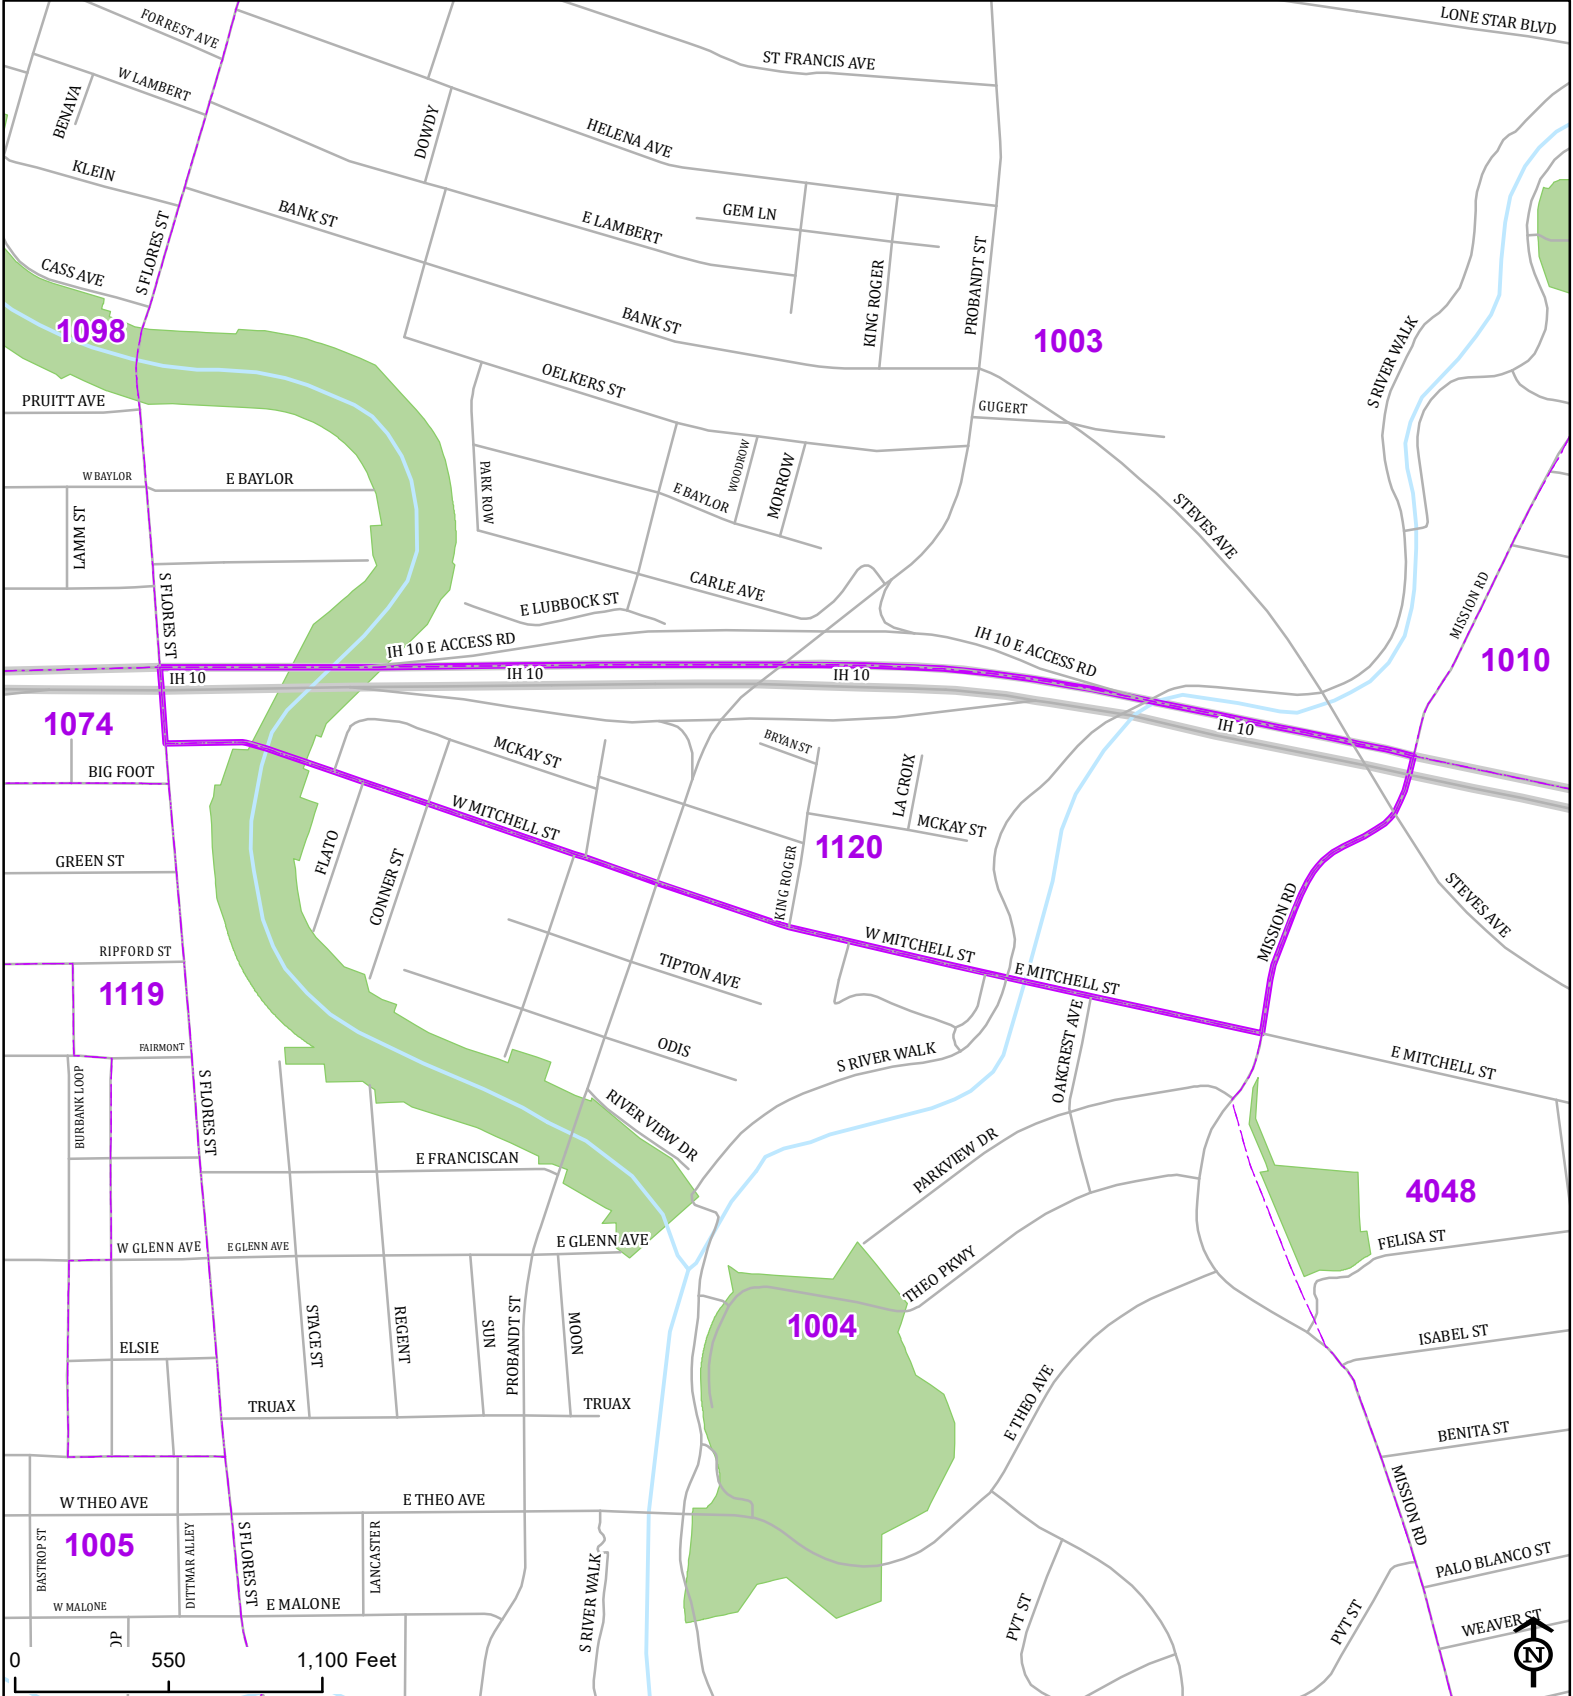 LONE STAR BLVD
FORREST AVE
ST FRANCIS AVE
W LAMBERT
BENAVA
DOWDY
HELENA AVE
KLEIN
BANK ST
E LAMBERT
GEM LN
S FLORES ST
CASS AVE
PROBANDT ST
KING ROGER
1098
BANK ST
1003
S RIVER WALK
OELKERS ST
PRUITT AVE
GUGERT
W BAYLOR
E BAYLOR
PARK ROW
WOODROW
MORROW
E BAYLOR
STEVES AVE
LAMM ST
S FLORES ST
CARLE AVE
E LUBBOCK ST
MISSION RD
IH 10 E ACCESS RD
IH 10 E ACCESS RD
1010
IH 10
IH 10
IH 10
IH 10
1074
BIG FOOT
MCKAY ST
BRYAN ST
LA CROIX
W MITCHELL ST
MCKAY ST
1120
FLATO
GREEN ST
CONNER ST
KING ROGER
STEVES AVE
MISSION RD
W MITCHELL ST
RIPFORD ST
TIPTON AVE
E MITCHELL ST
1119
FAIRMONT
ODIS
S RIVER WALK
OAKCREST AVE
E MITCHELL ST
BURBANK LOOP
S FLORES ST
RIVER VIEW DR
E FRANCISCAN
PARKVIEW DR
4048
W GLENN AVE
E GLENN AVE
E GLENN AVE
FELISA ST
THEO PKWY
STACE ST
REGENT
SUN
PROBANDT ST
MOON
1004
ISABEL ST
ELSIE
TRUAX
TRUAX
E THEO AVE
BENITA ST
W THEO AVE
E THEO AVE
MISSION RD
1005
BASTROP ST
DITTMAR ALLEY
S FLORES ST
LANCASTER
PALO BLANCO ST
W MALONE
E MALONE
S RIVER WALK
PVT ST
PVT ST
WEAVER ST
OP
0 550 1,100 Feet
N